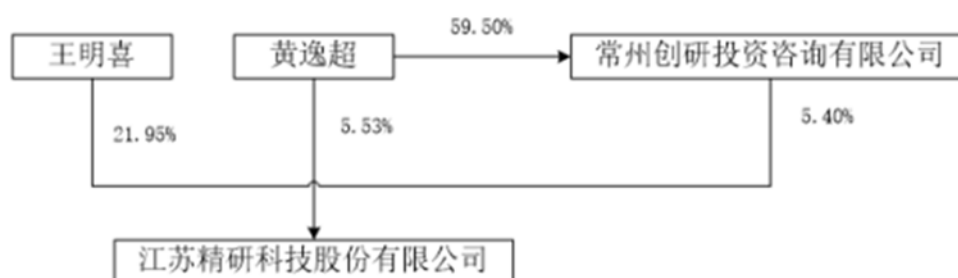 59.50%
王明喜
黄逸超
常州创研投资咨询有限公司
21.95%
5.53%
5.40%
江苏精研科技股份有限公司